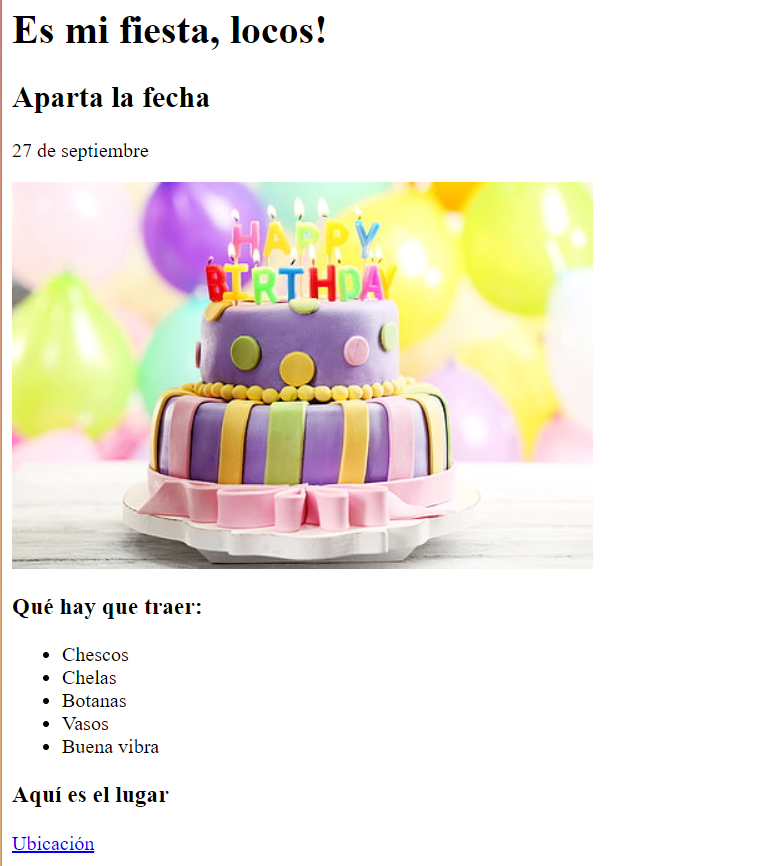 Es mi fiesta, locos!
Aparta la fecha
27 de septiembre
HAPPY
BIRTHDAY
Qué hay que traer:
Chescos
Chelas
Botanas
Vasos
Buena vibra
Aquí es el lugar
Ubicación